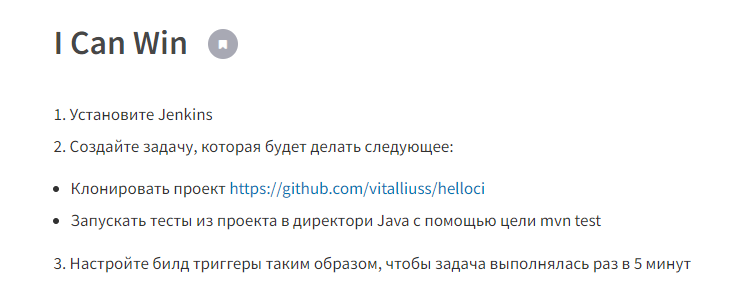 I Can Win
1. Установите Jenkins
2. Создайте задачу, которая будет делать следующее:
• Клонировать проект https://github.com/vitalliuss/helloci
• Запускать тесты из проекта в директори Java с помощью цели mvn test
3. Настройте билд триггеры таким образом, чтобы задача выполнялась раз в 5 минут